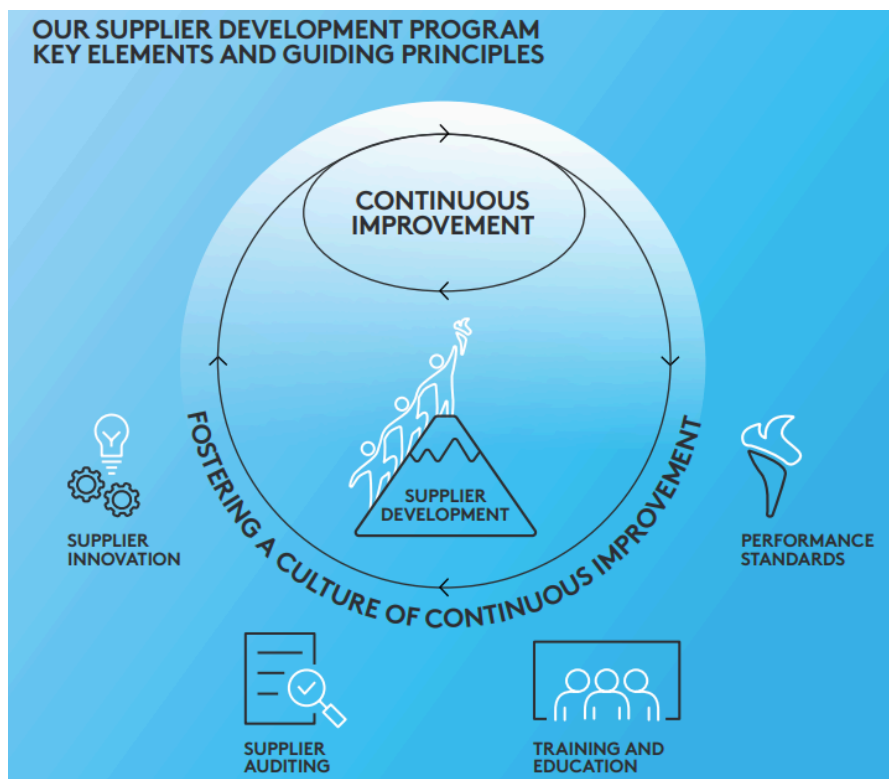 OUR SUPPLIER DEVELOPMENT PROGRAM
KEY ELEMENTS AND GUIDING PRINCIPLES
CONTINUOUS
IMPROVEMENT
SUPPLIER
DEVELOPMENT
FOSTERING A CULTURE OF CONTINUOUS IMPROVEMENT
SUPPLIER
INNOVATION
PERFORMANCE
STANDARDS
SUPPLIER
AUDITING
TRAINING AND
EDUCATION